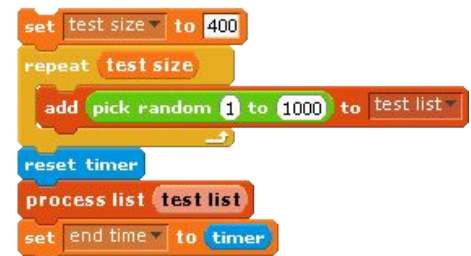 set test size to 400
repeat test size
add pick random 1 to 1000 to test list
reset timer
process list test list
set end time to timer